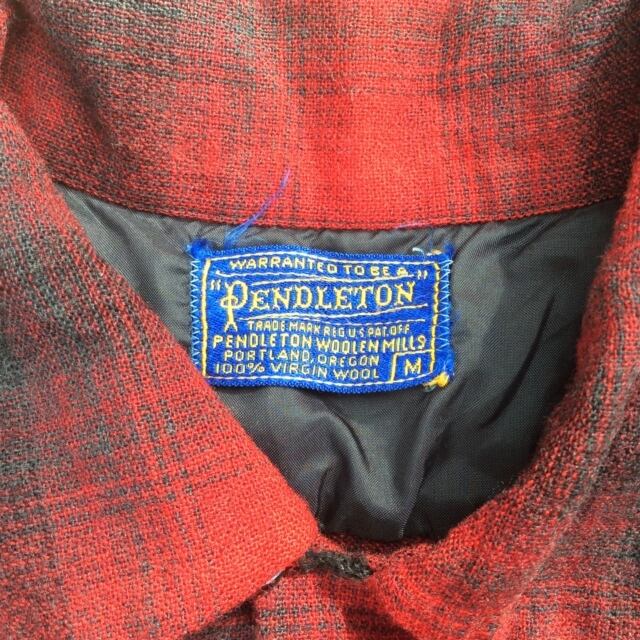 WARRANTED TO BE A
"PENDLETON"
TRADE MARK REG U.S. PAT. OFF
PENDLETON WOOLEN MILLS
PORTLAND, OREGON
100% VIRGIN WOOL M